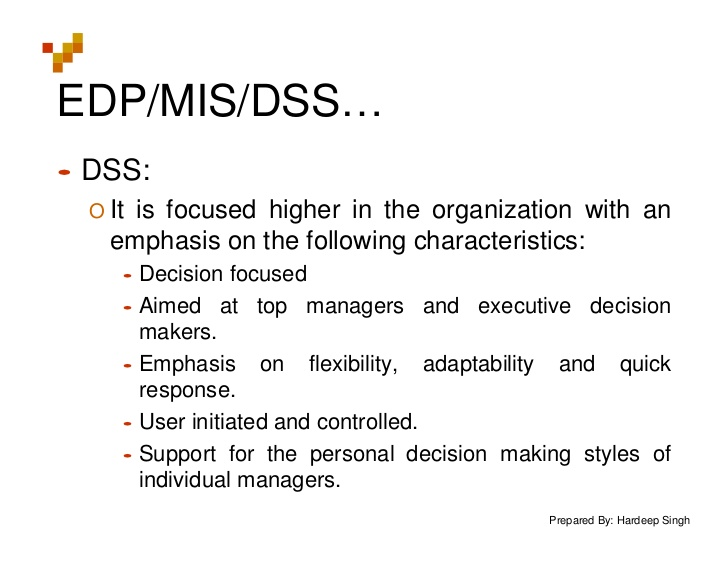 EDP/MIS/DSS…
- DSS:
o It is focused higher in the organization with an
emphasis on the following characteristics:
- Decision focused
- Aimed at top managers and executive decision
makers.
- Emphasis on flexibility, adaptability and quick
response.
- User initiated and controlled.
- Support for the personal decision making styles of
individual managers.
Prepared By: Hardeep Singh